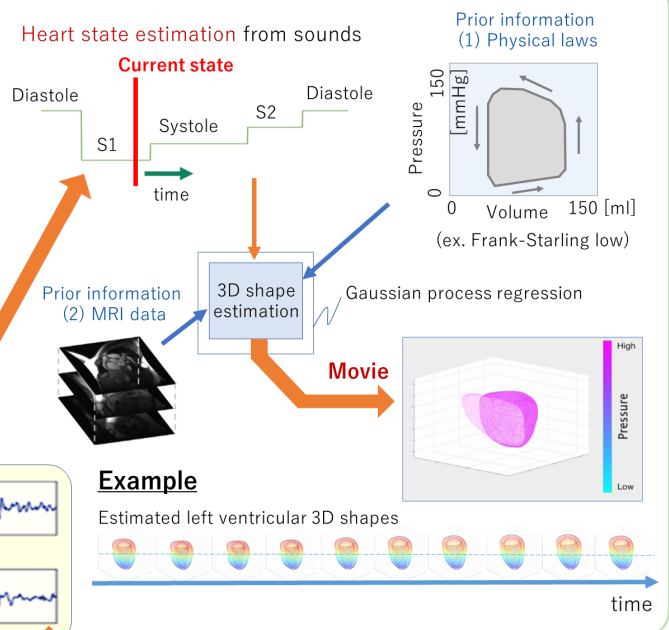 Heart state estimation from sounds
Current state
Diastole
S1
Systole
S2
Diastole
time
Prior information
(1) Physical laws
150
[mmHg]
Pressure
0
0
Volume
150 [ml]
(ex. Frank-Starling low)
Prior information
(2) MRI data
3D shape
estimation
Gaussian process regression
Movie
High
Pressure
Low
Example
Estimated left ventricular 3D shapes
time